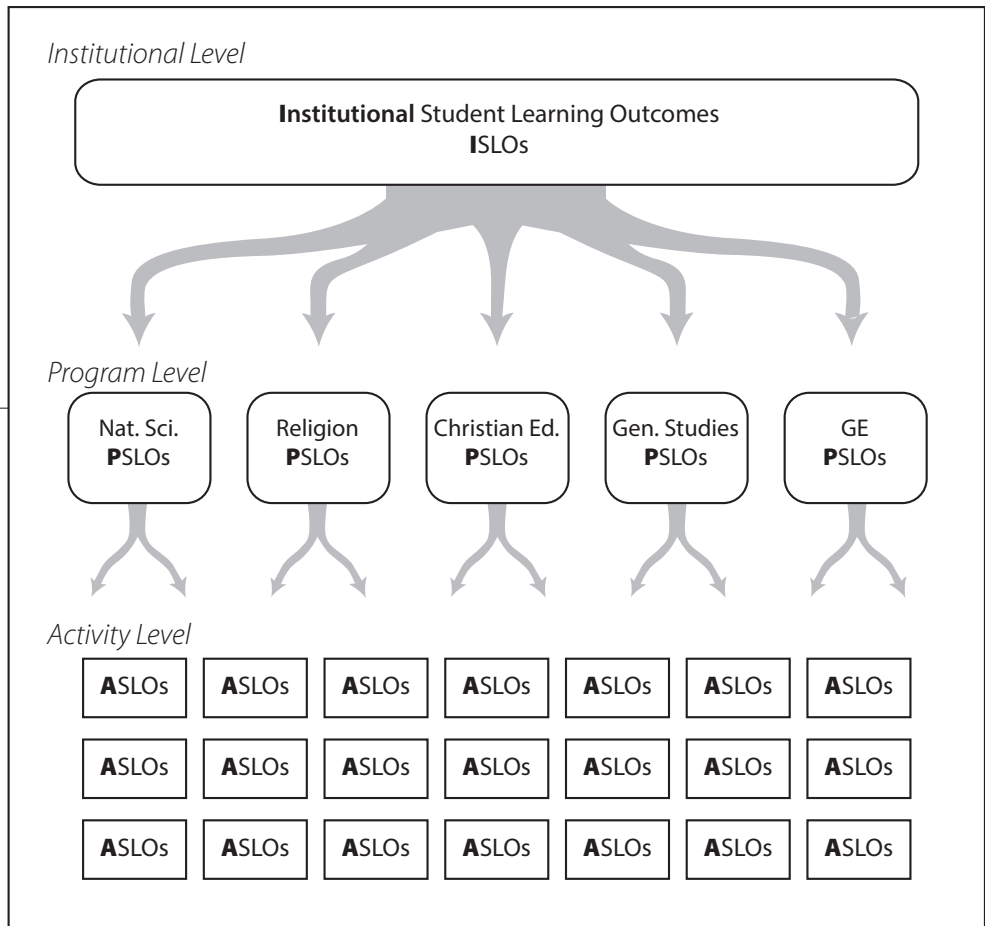 Institutional Level
Institutional Student Learning Outcomes
ISLOs
Program Level
Nat. Sci.
PSLOs
Religion
PSLOs
Christian Ed.
PSLOs
Gen. Studies
PSLOs
GE
PSLOs
Activity Level
ASLOs ASLOs ASLOs ASLOs ASLOs ASLOs ASLOs
ASLOs ASLOs ASLOs ASLOs ASLOs ASLOs ASLOs
ASLOs ASLOs ASLOs ASLOs ASLOs ASLOs ASLOs